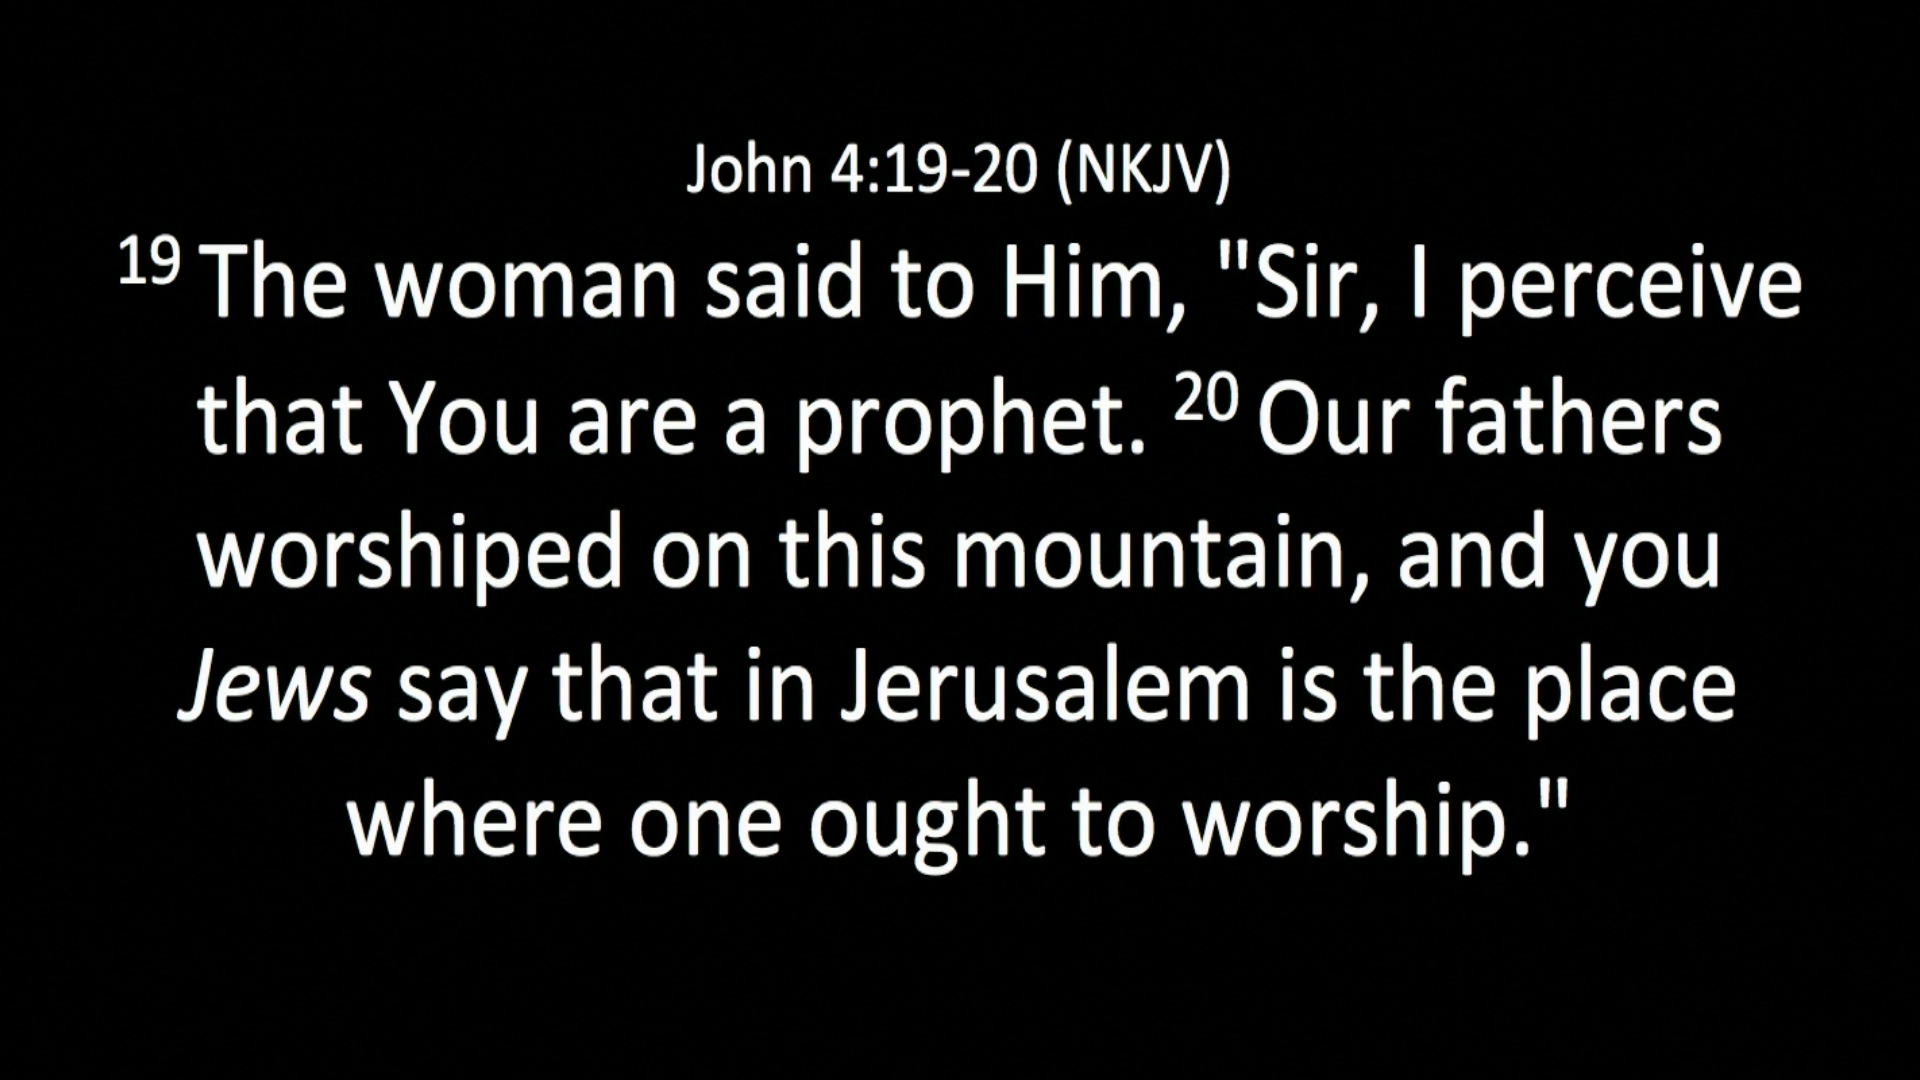 John 4:19-20 (NKJV)
19 The woman said to Him, "Sir, I perceive
that You are a prophet. 20 Our fathers
worshiped on this mountain, and you
Jews say that in Jerusalem is the place
where one ought to worship."